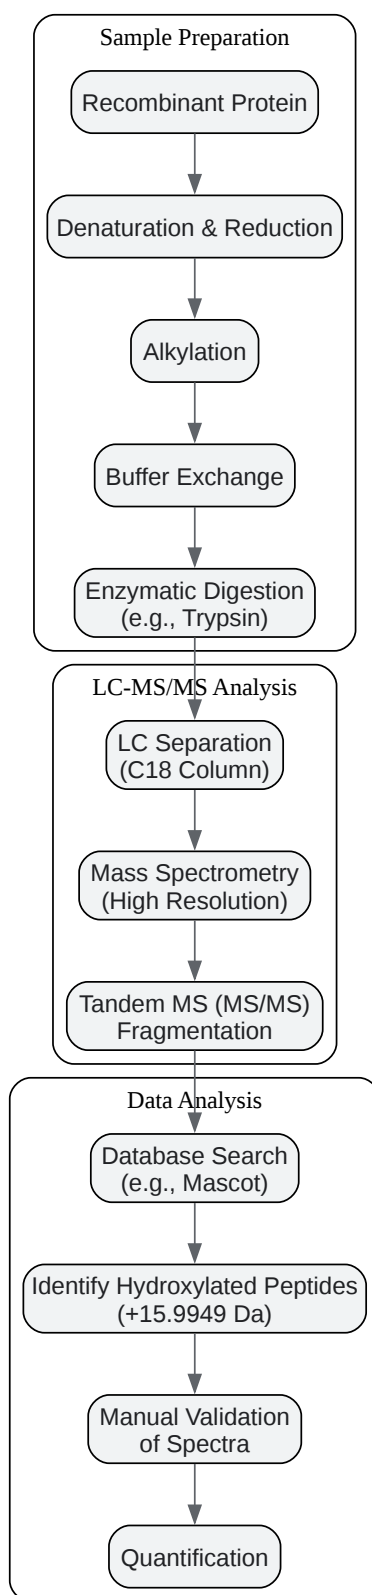 Sample Preparation
Recombinant Protein
Denaturation & Reduction
Alkylation
Buffer Exchange
Enzymatic Digestion
(e.g., Trypsin)
LC-MS/MS Analysis
LC Separation
(C18 Column)
Mass Spectrometry
(High Resolution)
Tandem MS (MS/MS)
Fragmentation
Data Analysis
Database Search
(e.g., Mascot)
Identify Hydroxylated Peptides
(+15.9949 Da)
Manual Validation
of Spectra
Quantification